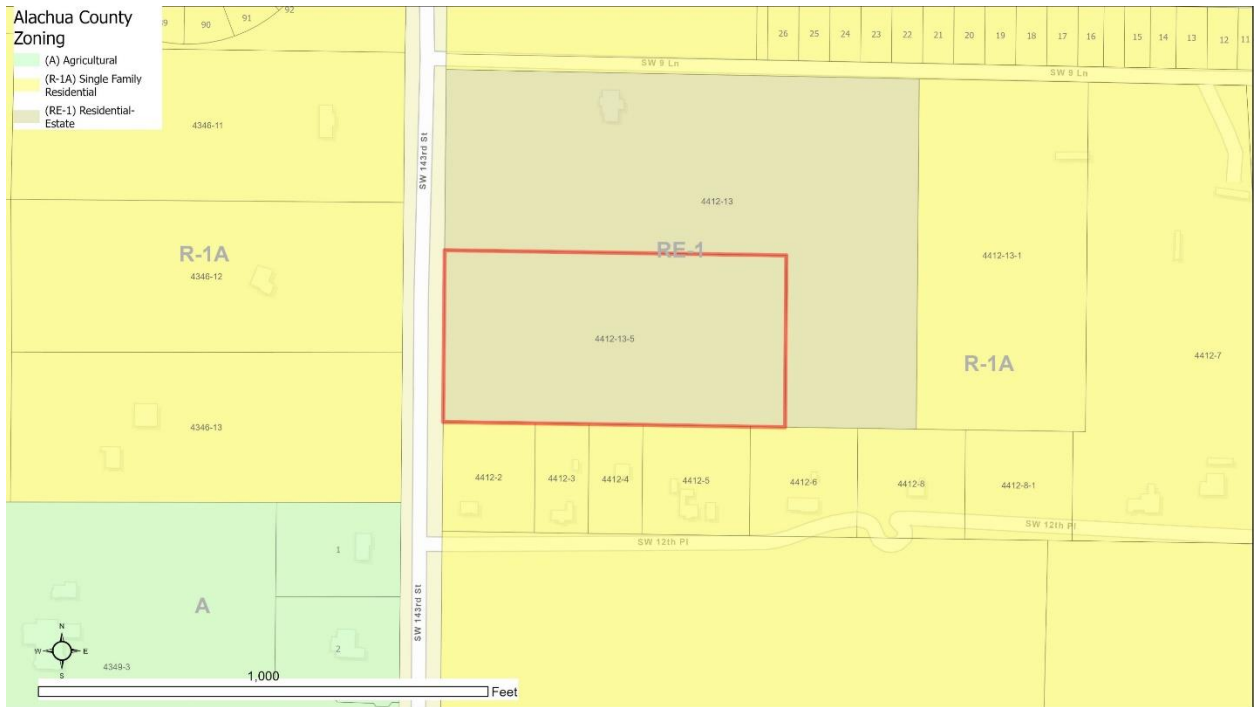 Alachua County
Zoning
(A) Agricultural
(R-1A) Single Family
Residential
(RE-1) Residential-
Estate
90
91
92
26
25
24
23
22
21
20
19
18
17
16
15
14
13
12
11
SW 9 Ln
SW 9 Ln
4346-11
SW 143rd St
4412-13
R-1A
RE-1
4412-13-1
4346-12
4412-13-5
4412-7
R-1A
4346-13
4412-2
4412-3
4412-4
4412-5
4412-6
4412-8
4412-8-1
SW 12th Pl
SW 12th Pl
1
A
SW 143rd St
2
N
W
E
S
4349-3
1,000
Feet